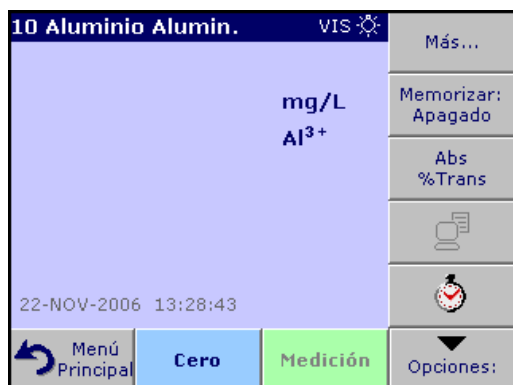 10 Aluminio Alumin. VIS
Más...
mg/L
Al³⁺
Memorizar:
Apagado
Abs
%Trans
22-NOV-2006 13:28:43
Menú
Principal
Cero
Medición
Opciones: